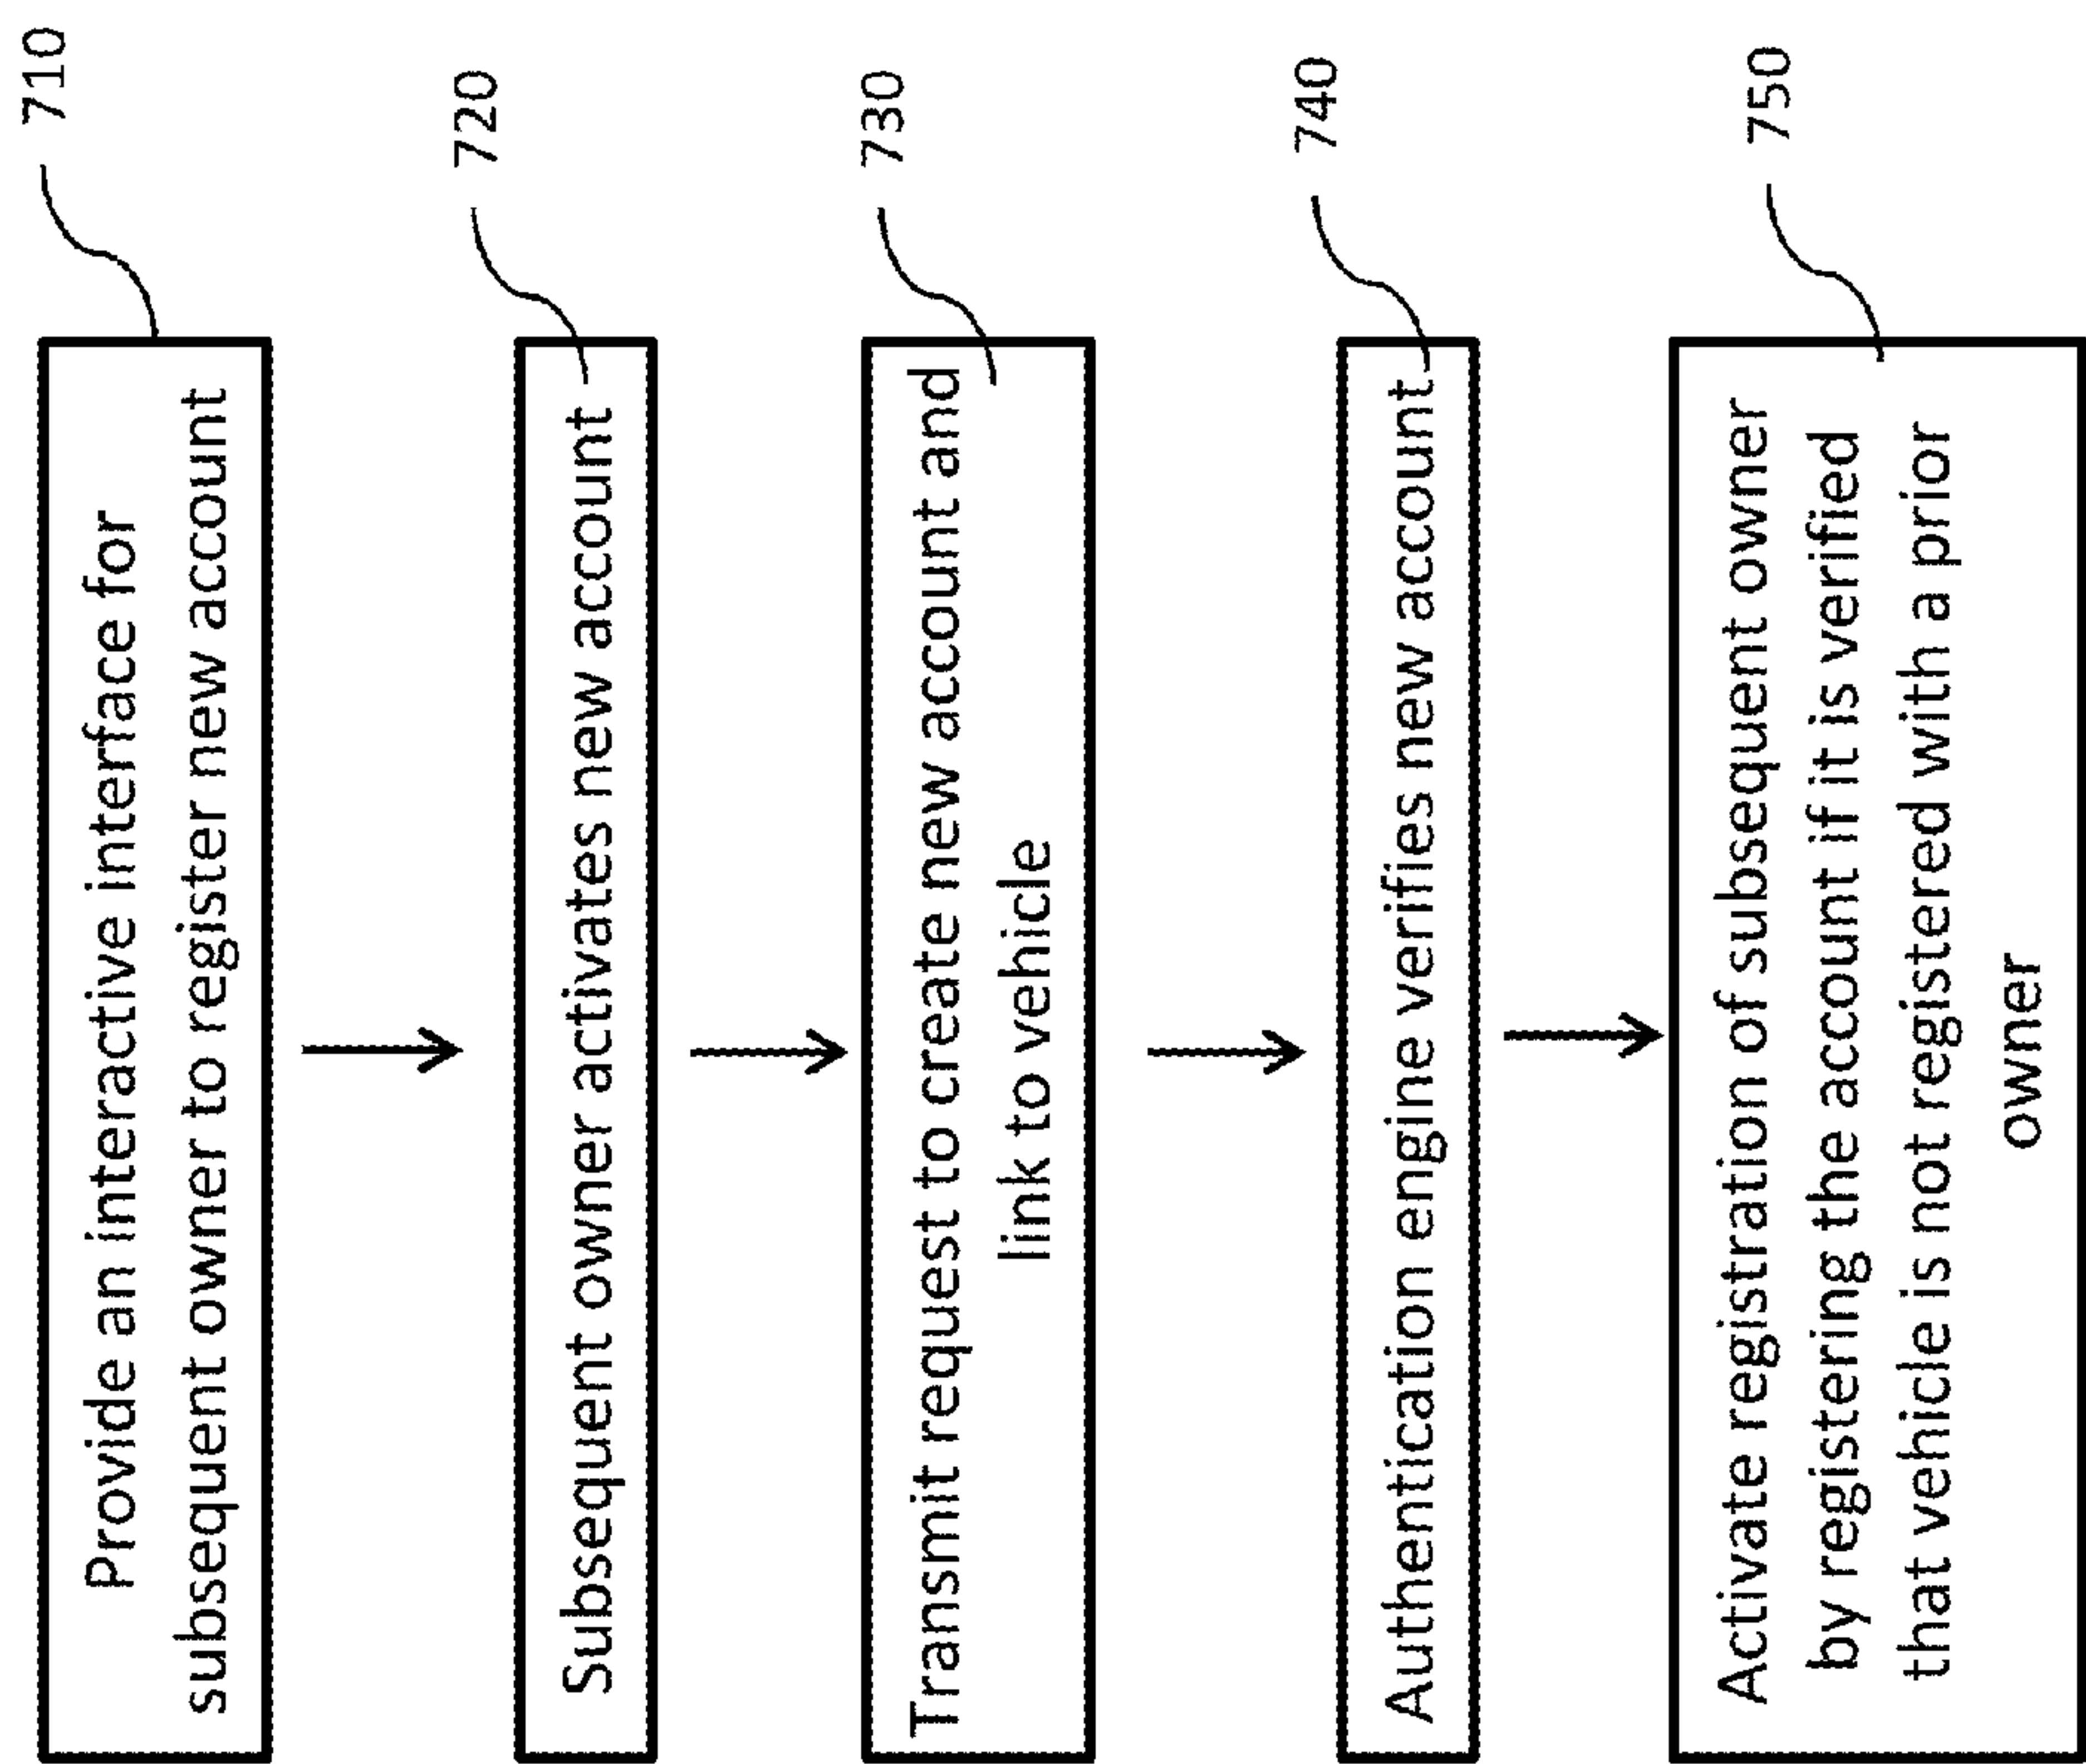 Provide an interactive interface for
subsequent owner to register new account
710
Subsequent owner activates new account
720
Transmit request to create new account and
link to vehicle
730
Authentication engine verifies new account
740
Activate registration of subsequent owner
by registering the account if it is verified
that vehicle is not registered with a prior
owner
750